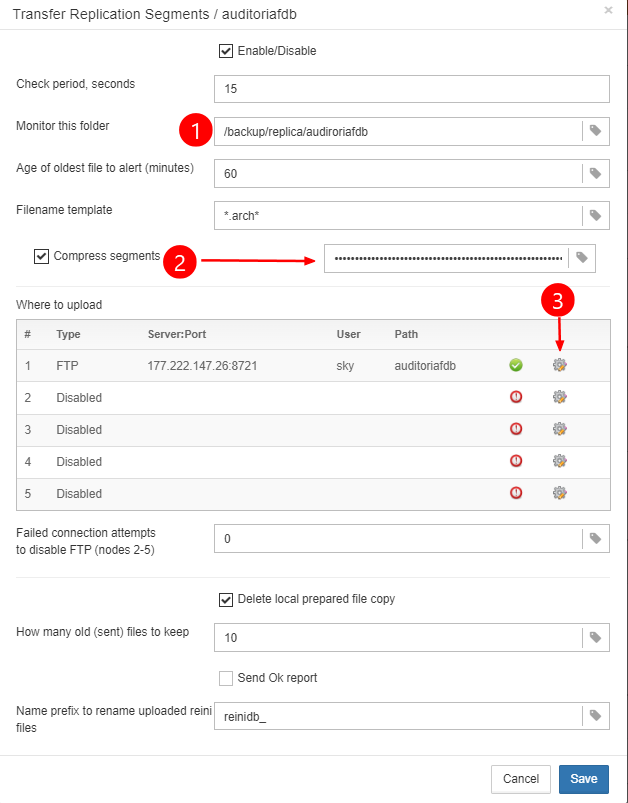 Transfer Replication Segments / auditoriafdb
×
Enable/Disable
Check period, seconds
15
Monitor this folder
1
/backup/replica/audiroriafdb
Age of oldest file to alert (minutes)
60
Filename template
*.arch*
Compress segments
2
3
Where to upload
# Type Server:Port User Path
1 FTP 177.222.147.26:8721 sky auditoriafdb
2 Disabled
3 Disabled
4 Disabled
5 Disabled
Failed connection attempts
to disable FTP (nodes 2-5)
0
Delete local prepared file copy
How many old (sent) files to keep
10
Send Ok report
Name prefix to rename uploaded reini
files
reinidb_
Cancel Save